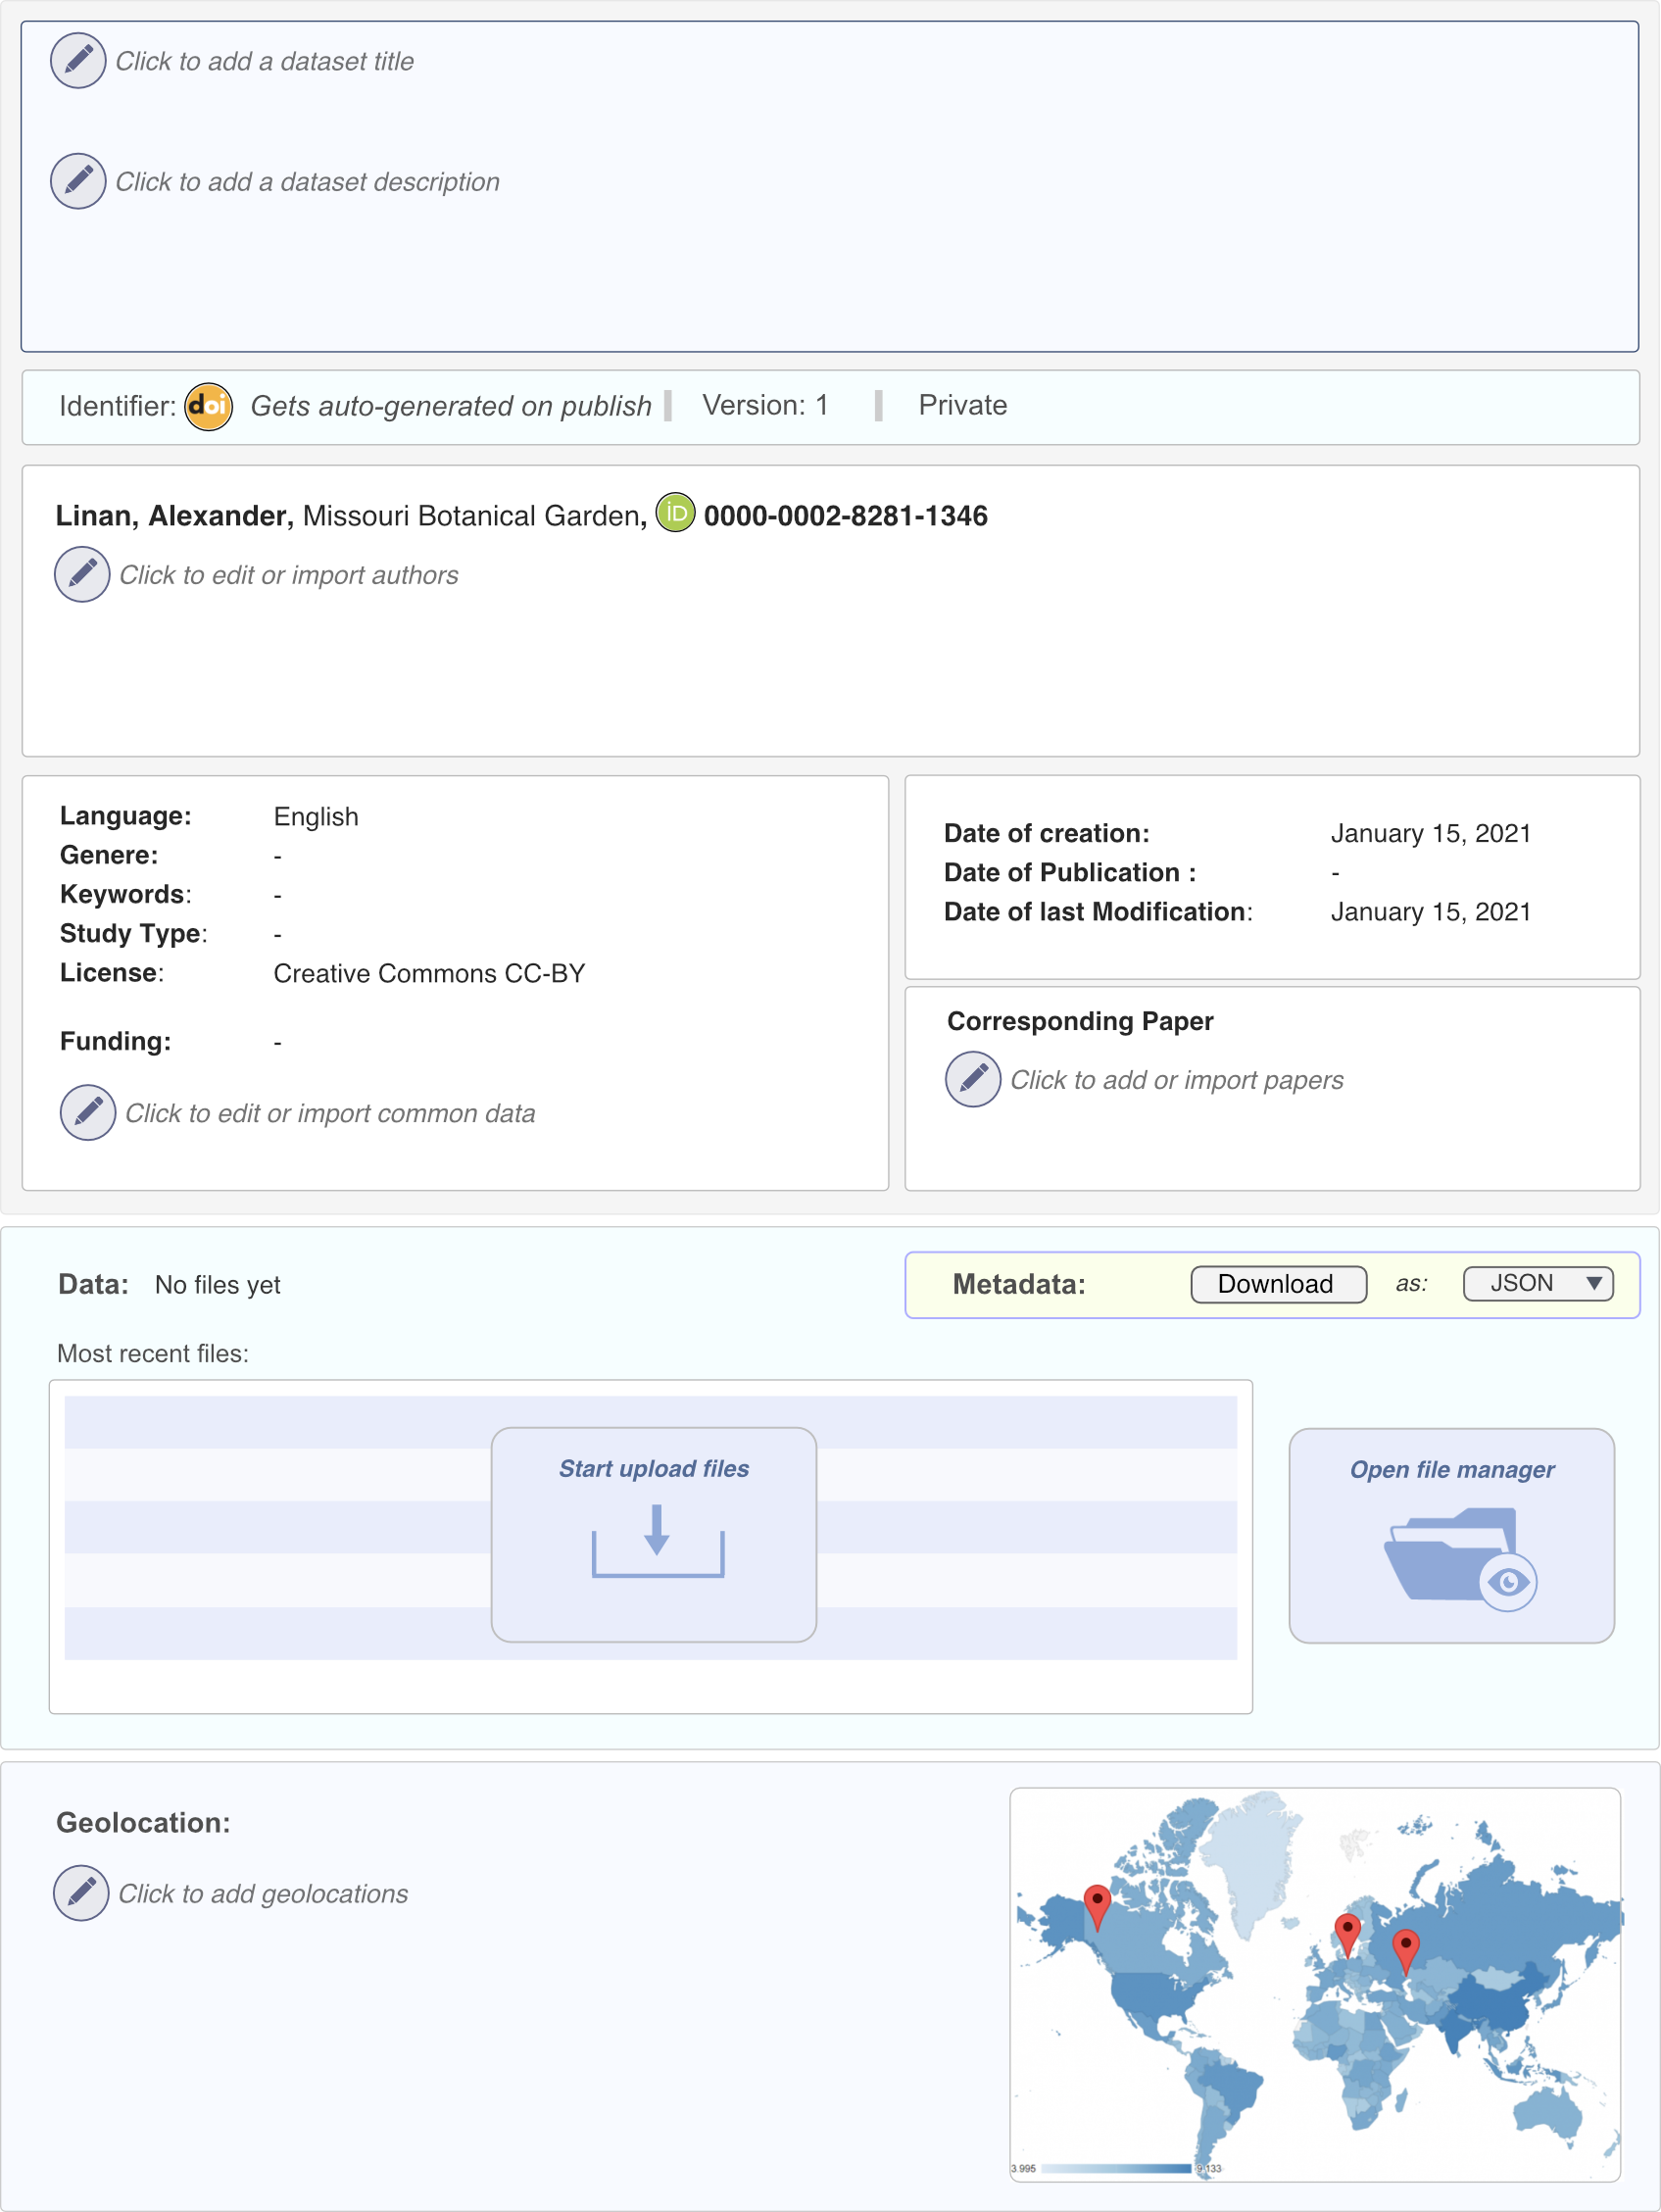 Click to add a dataset title
Click to add a dataset description
Identifier: doi Gets auto-generated on publish Version: 1 Private
Linan, Alexander, Missouri Botanical Garden, iD 0000-0002-8281-1346
Click to edit or import authors
Language: English
Genere: -
Keywords: -
Study Type: -
License: Creative Commons CC-BY
Funding: -
Click to edit or import common data
Date of creation: January 15, 2021
Date of Publication : -
Date of last Modification: January 15, 2021
Corresponding Paper
Click to add or import papers
Data: No files yet
Metadata: Download as: JSON
Most recent files:
Start upload files
Open file manager
Geolocation:
Click to add geolocations
3.995 9.133